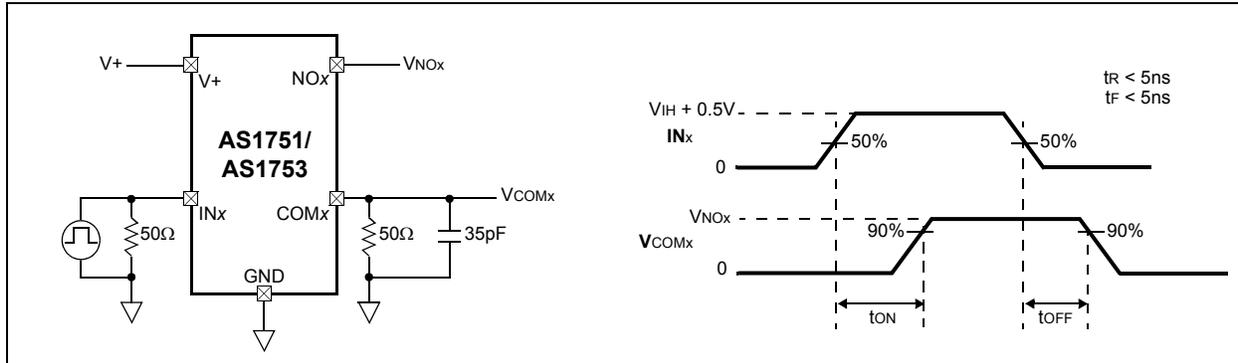 V+
V+
NOx
VNOx
AS1751/
AS1753
INx
COMx
VCOMx
50Ω
50Ω
35pF
GND
tR < 5ns
tF < 5ns
VIH + 0.5V
INx
50%
50%
0
VNOx
90%
90%
VCOMx
0
tON
tOFF